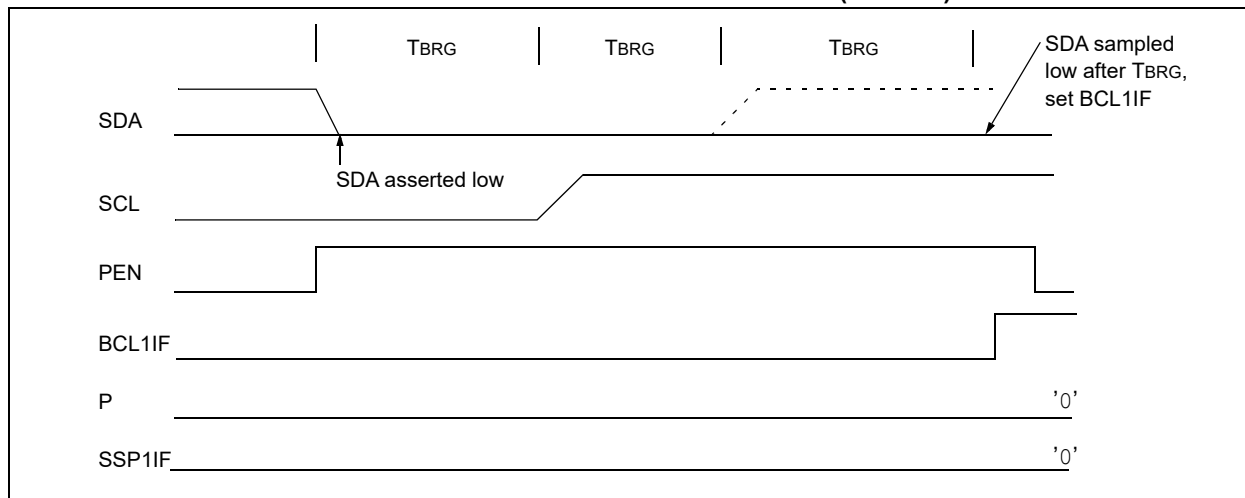 TBRG TBRG TBRG
SDA sampled
low after TBRG,
set BCL1IF
SDA
SDA asserted low
SCL
PEN
BCL1IF
P '0'
SSP1IF '0'